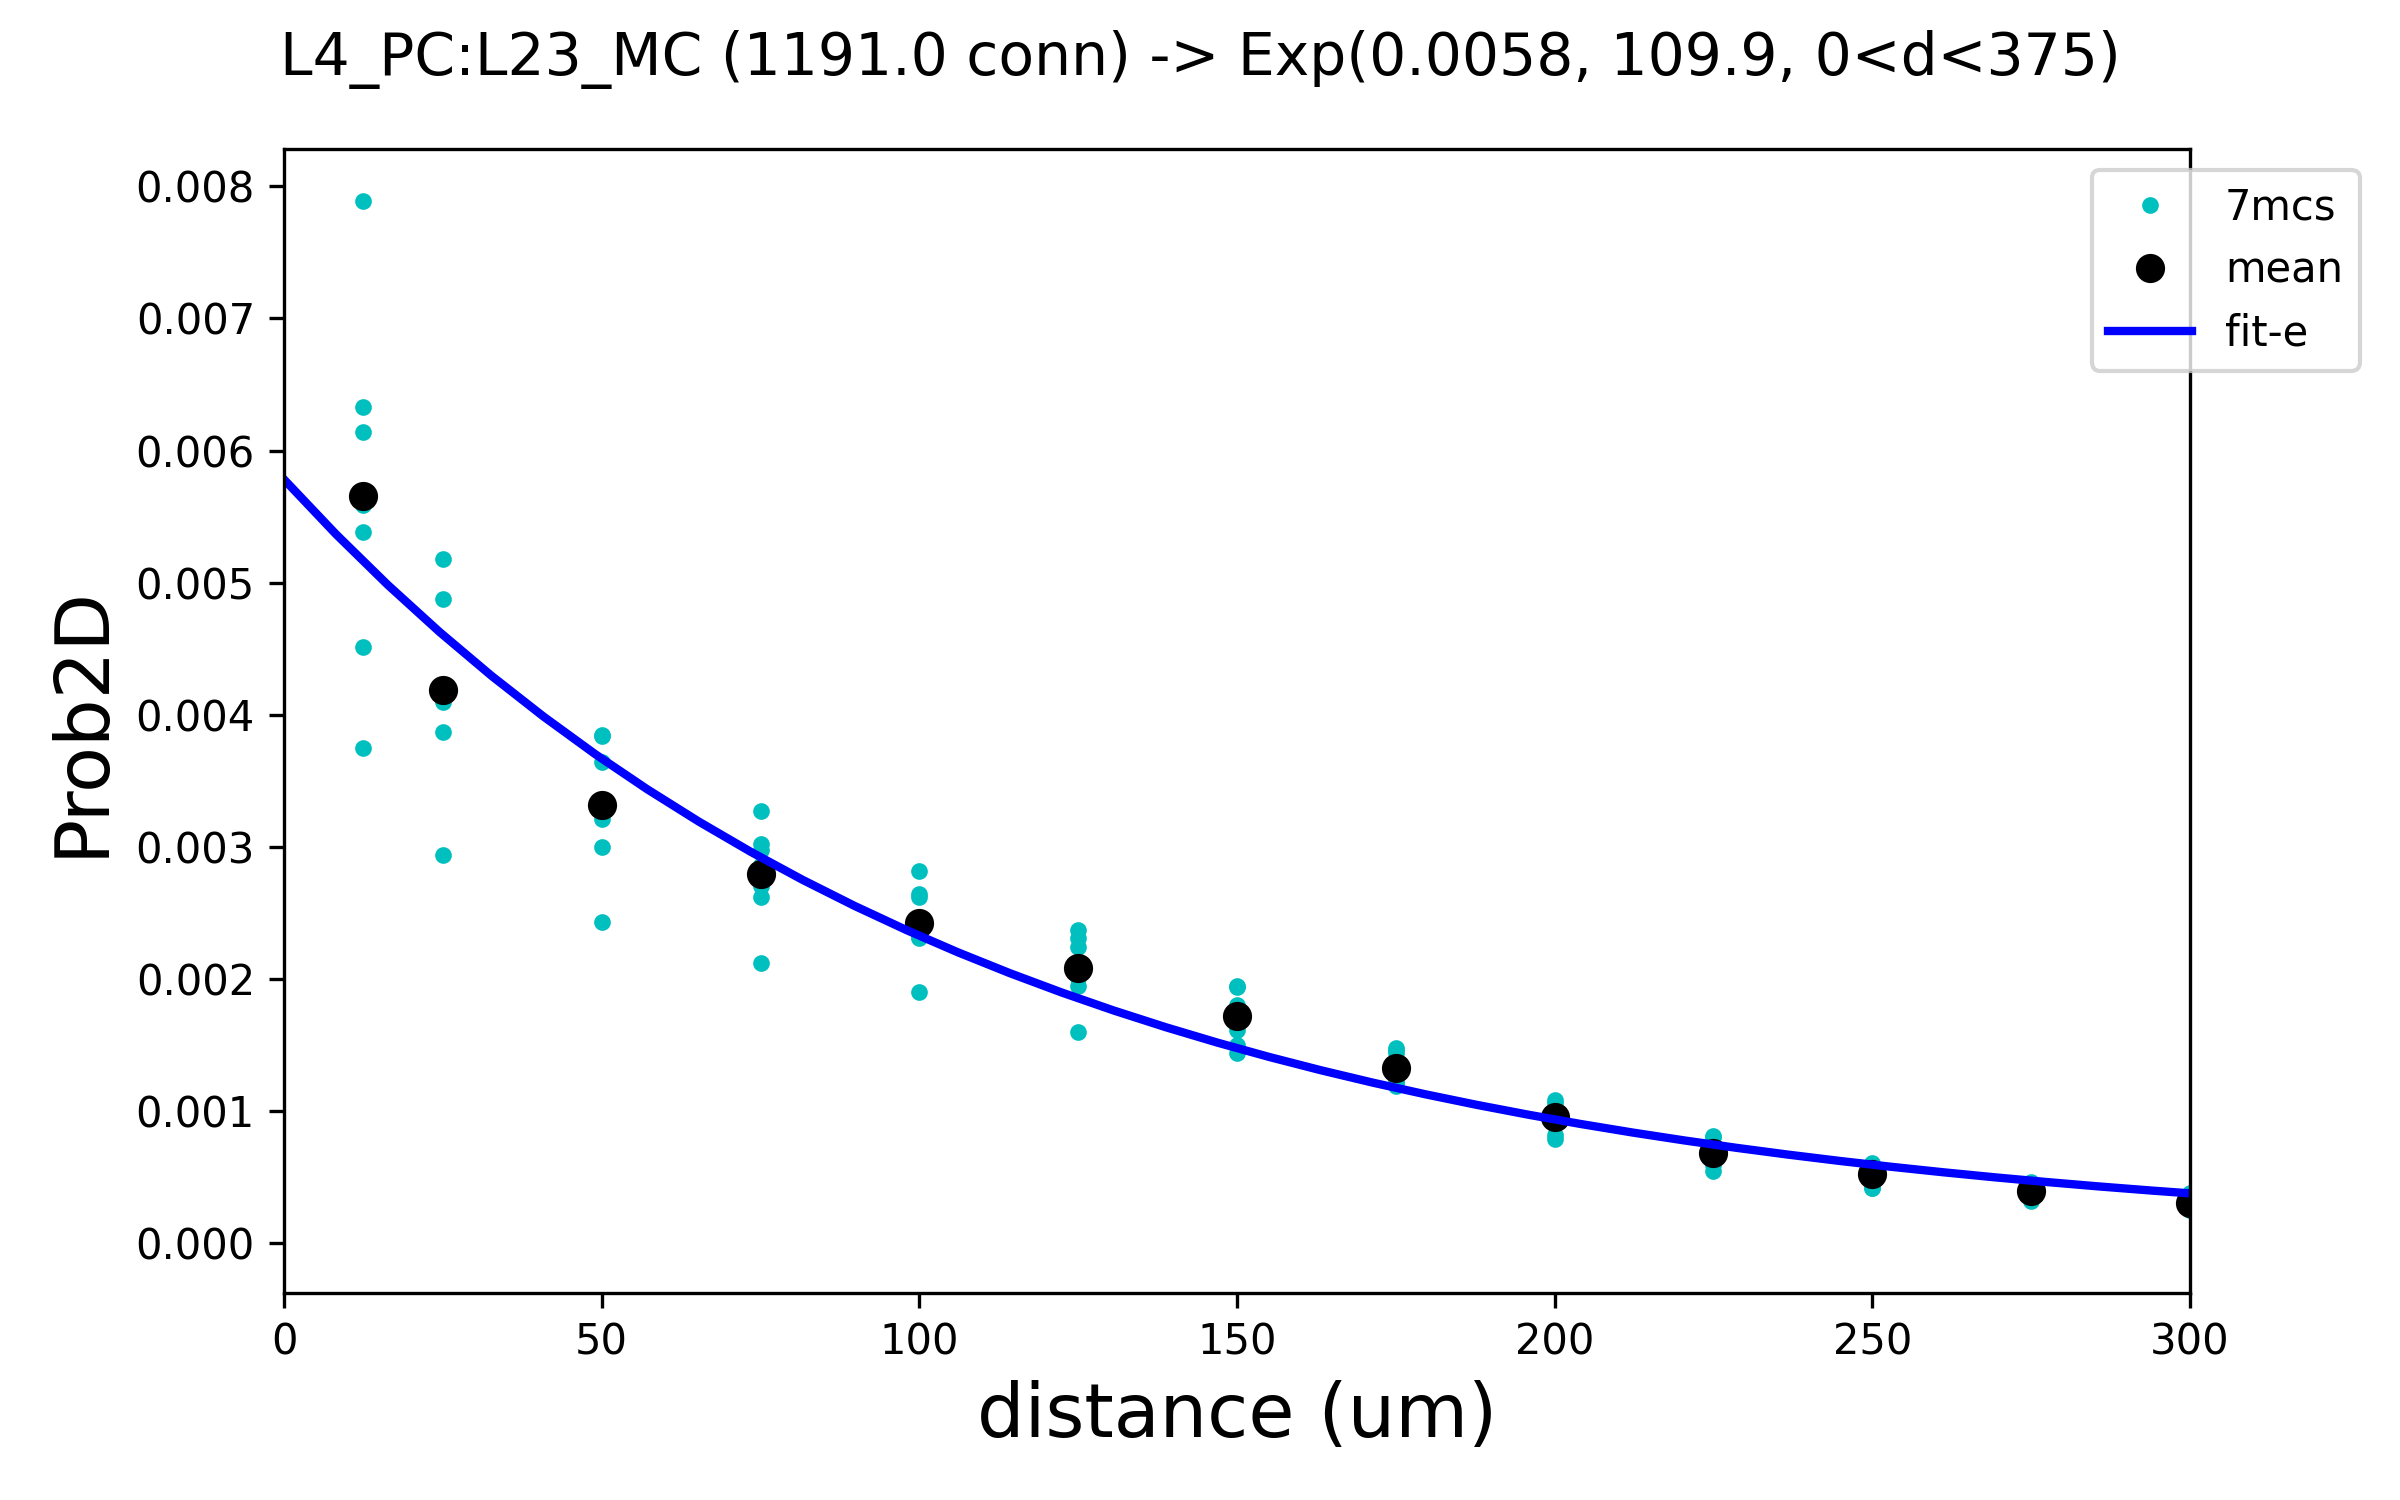 L4_PC:L23_MC (1191.0 conn) -> Exp(0.0058, 109.9, 0<d<375)
0.008
0.007
0.006
0.005
0.004
0.003
0.002
0.001
0.000
Prob2D
7mcs
mean
fit-e
0 50 100 150 200 250 300
distance (um)